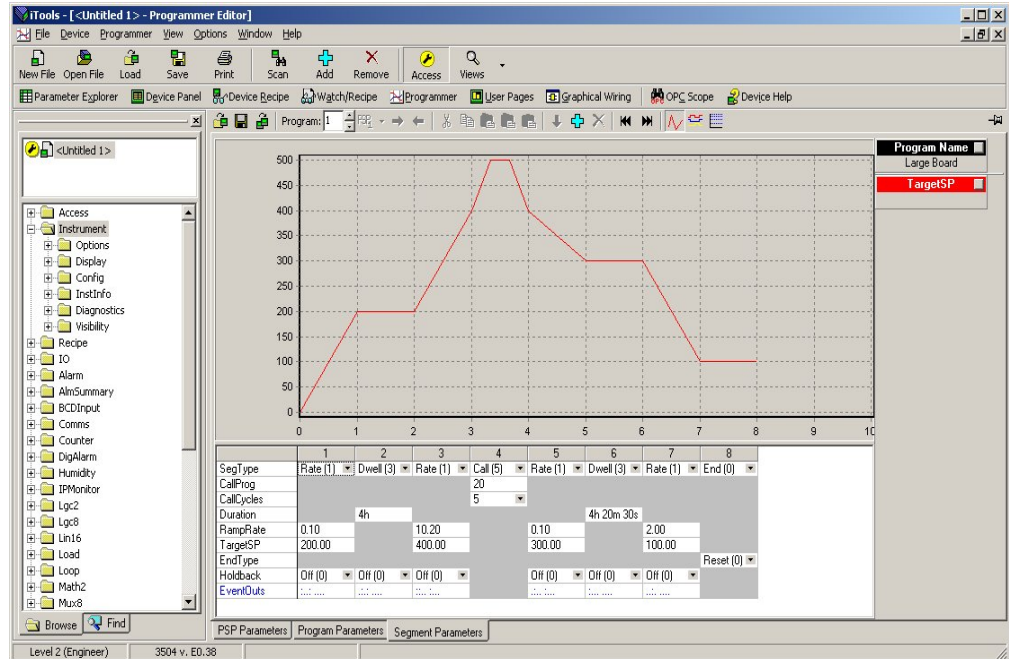 iTools - [<Untitled 1> - Programmer Editor]
File Device Programmer View Options Window Help
New File Open File Load Save Print Scan Add Remove Access Views
Parameter Explorer Device Panel Device Recipe Watch/Recipe Programmer User Pages Graphical Wiring OPC Scope Device Help
Program: 1
<Untitled 1>
Access
Instrument
Options
Display
Config
InstInfo
Diagnostics
Visibility
Recipe
IO
Alarm
AlmSummary
BCDInput
Comms
Counter
DigAlarm
Humidity
IPMonitor
Lgc2
Lgc8
Lin16
Load
Loop
Math2
Mux8
Browse Find
500
450
400
350
300
250
200
150
100
50
0
0 1 2 3 4 5 6 7 8 9 10
Program Name
Large Board
TargetSP
1 2 3 4 5 6 7 8
SegType Rate (1) Dwell (3) Rate (1) Call (5) Rate (1) Dwell (3) Rate (1) End (0)
CallProg 20
CallCycles 5
Duration 4h 4h 20m 30s
RampRate 0.10 10.20 0.10 2.00
TargetSP 200.00 400.00 300.00 100.00
EndType Reset (0)
Holdback Off (0) Off (0) Off (0) Off (0) Off (0) Off (0)
EventOuts
PSP Parameters Program Parameters Segment Parameters
Level 2 (Engineer) 3504 v. E0.38